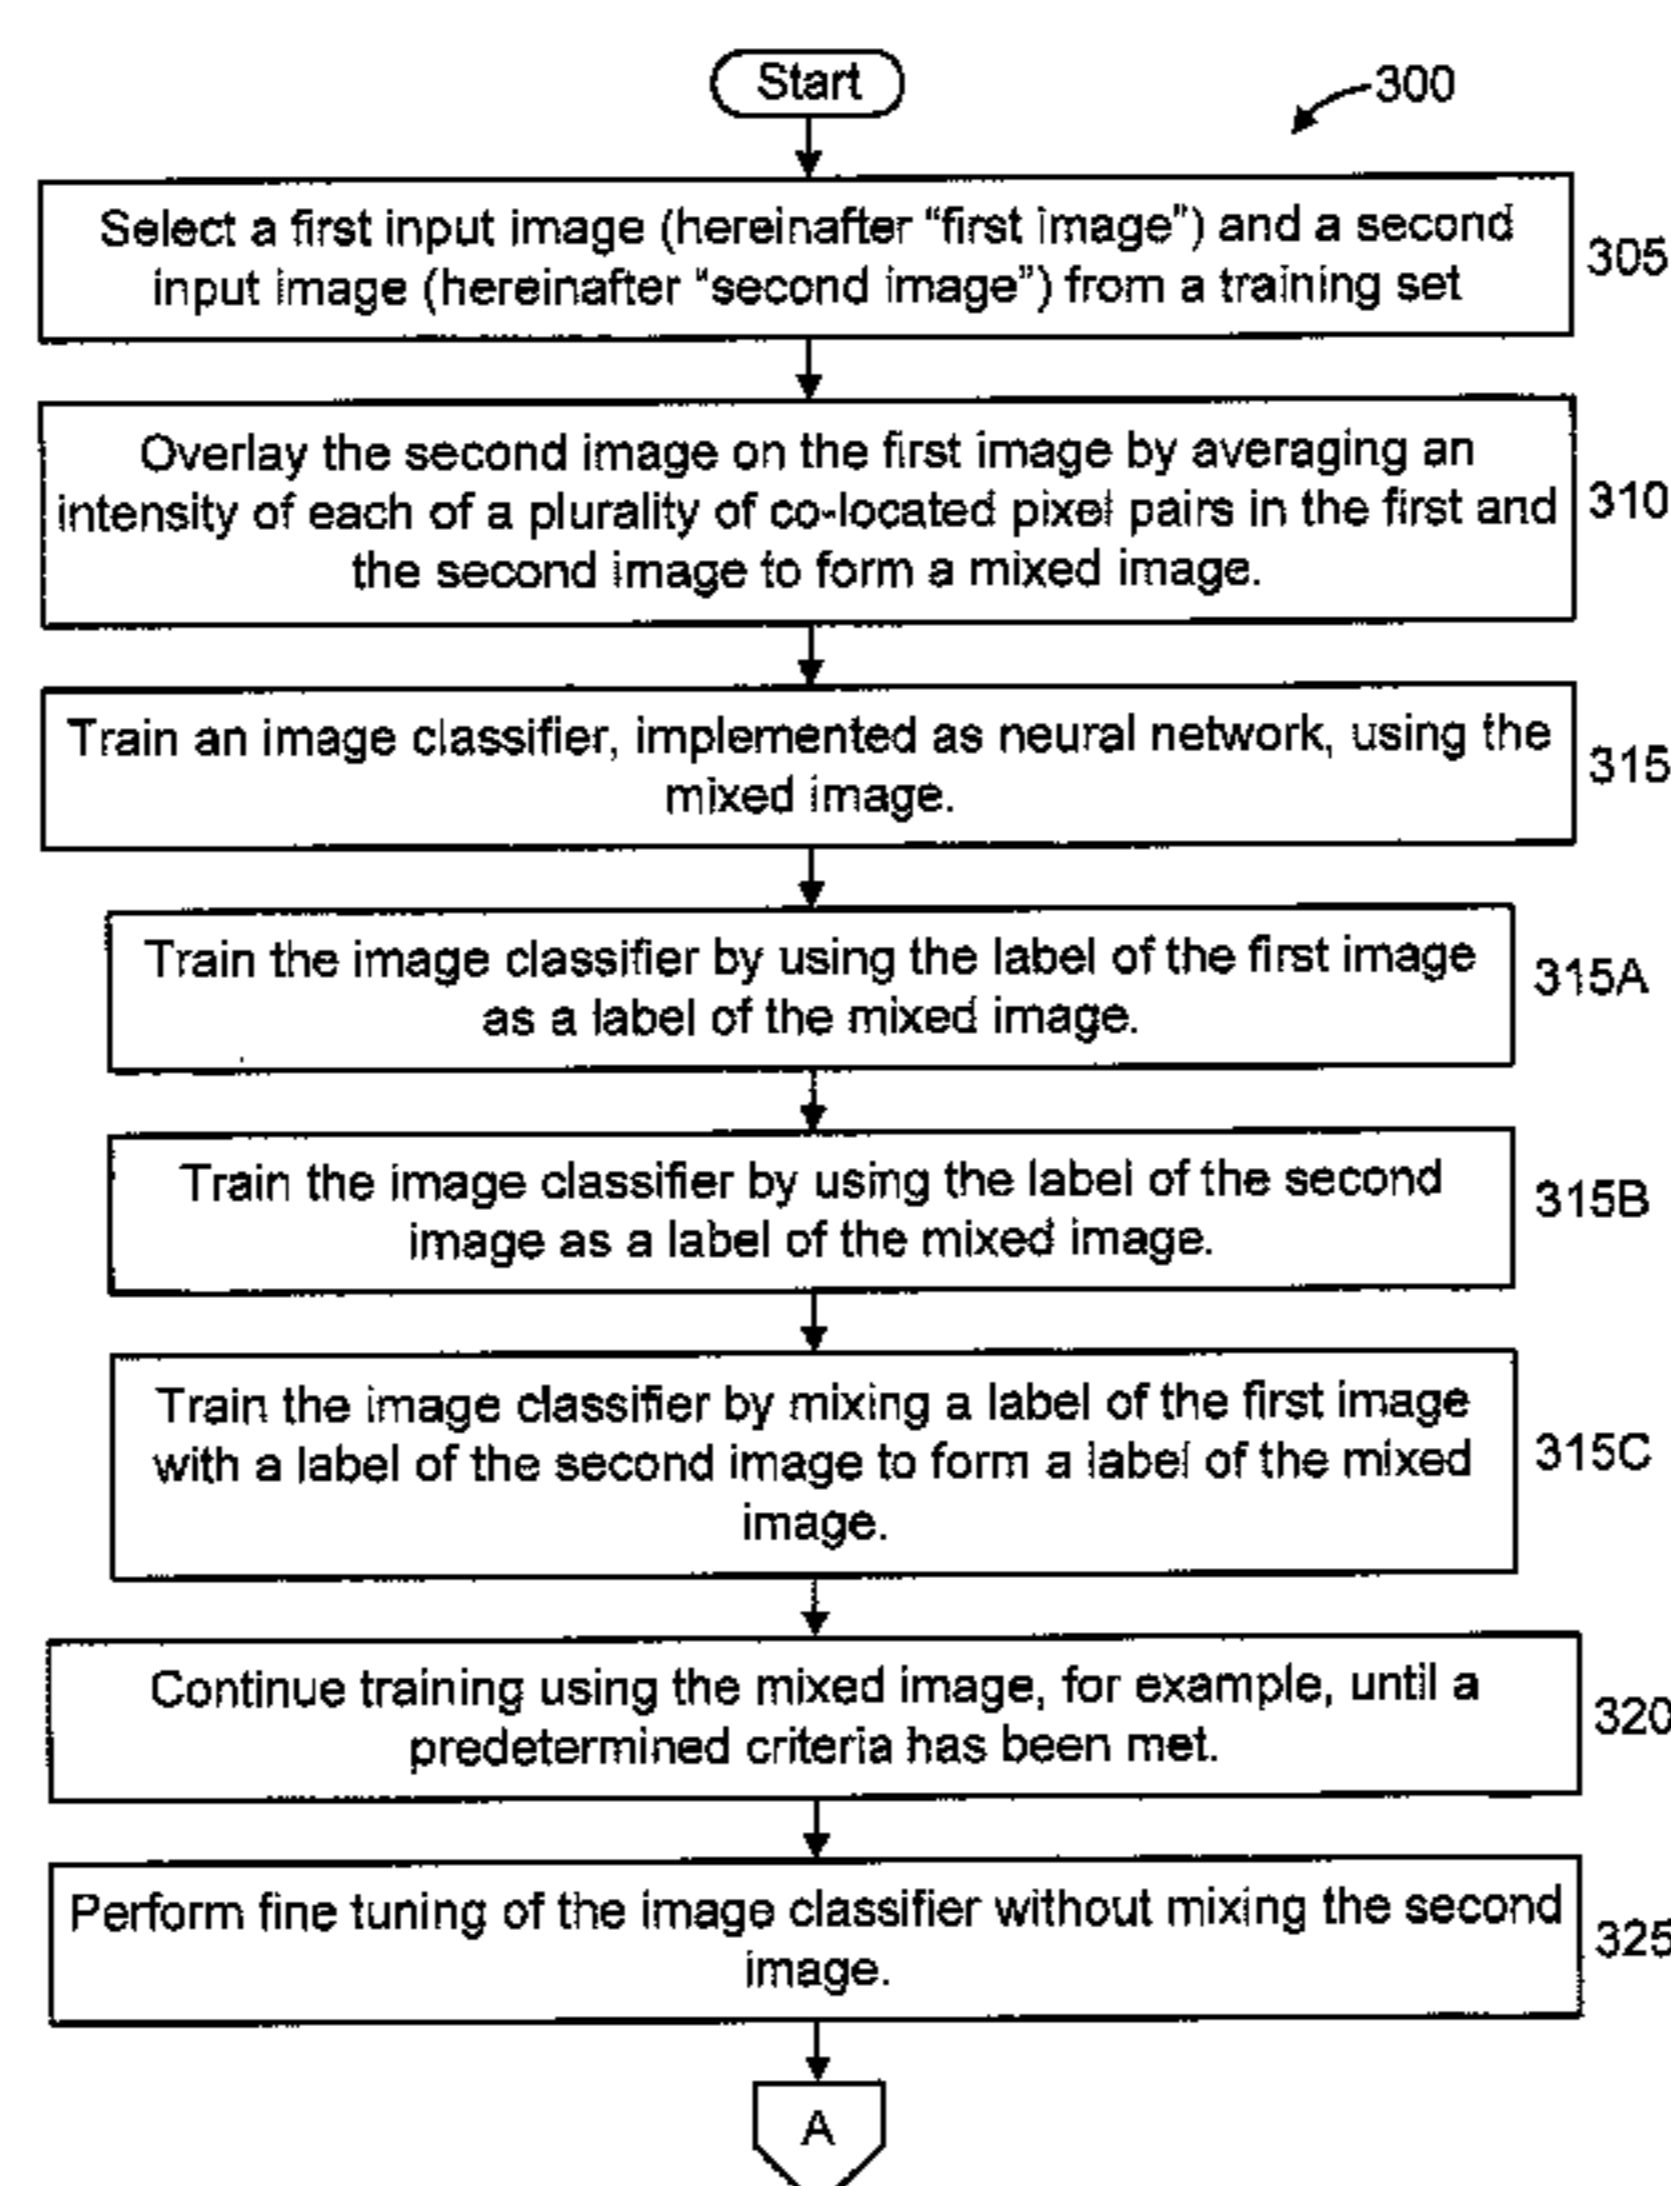 Start
300
Select a first input image (hereinafter “first image”) and a second
input image (hereinafter “second image”) from a training set
305
Overlay the second image on the first image by averaging an
intensity of each of a plurality of co-located pixel pairs in the first and
the second image to form a mixed image.
310
Train an image classifier, implemented as neural network, using the
mixed image.
315
Train the image classifier by using the label of the first image
as a label of the mixed image.
315A
Train the image classifier by using the label of the second
image as a label of the mixed image.
315B
Train the image classifier by mixing a label of the first image
with a label of the second image to form a label of the mixed
image.
315C
Continue training using the mixed image, for example, until a
predetermined criteria has been met.
320
Perform fine tuning of the image classifier without mixing the second
image.
325
A